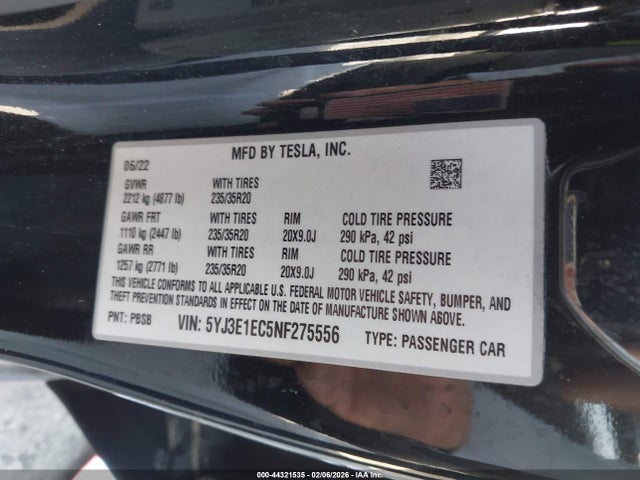 MFD BY TESLA, INC.
06/22
GVWR WITH TIRES
2212 kg (4877 lb) 235/35R20
GAWR FRT WITH TIRES RIM COLD TIRE PRESSURE
1110 kg (2447 lb) 235/35R20 20X9.0J 290 kPa, 42 psi
GAWR RR WITH TIRES RIM COLD TIRE PRESSURE
1257 kg (2771 lb) 235/35R20 20X9.0J 290 kPa, 42 psi
THIS VEHICLE CONFORMS TO ALL APPLICABLE U.S. FEDERAL MOTOR VEHICLE SAFETY, BUMPER, AND
THEFT PREVENTION STANDARDS IN EFFECT ON THE DATE OF MANUFACTURE SHOWN ABOVE.
PNT: PBSB VIN: 5YJ3E1EC5NF275556 TYPE: PASSENGER CAR
000-44321535 - 02/06/2026 - IAAI.COM